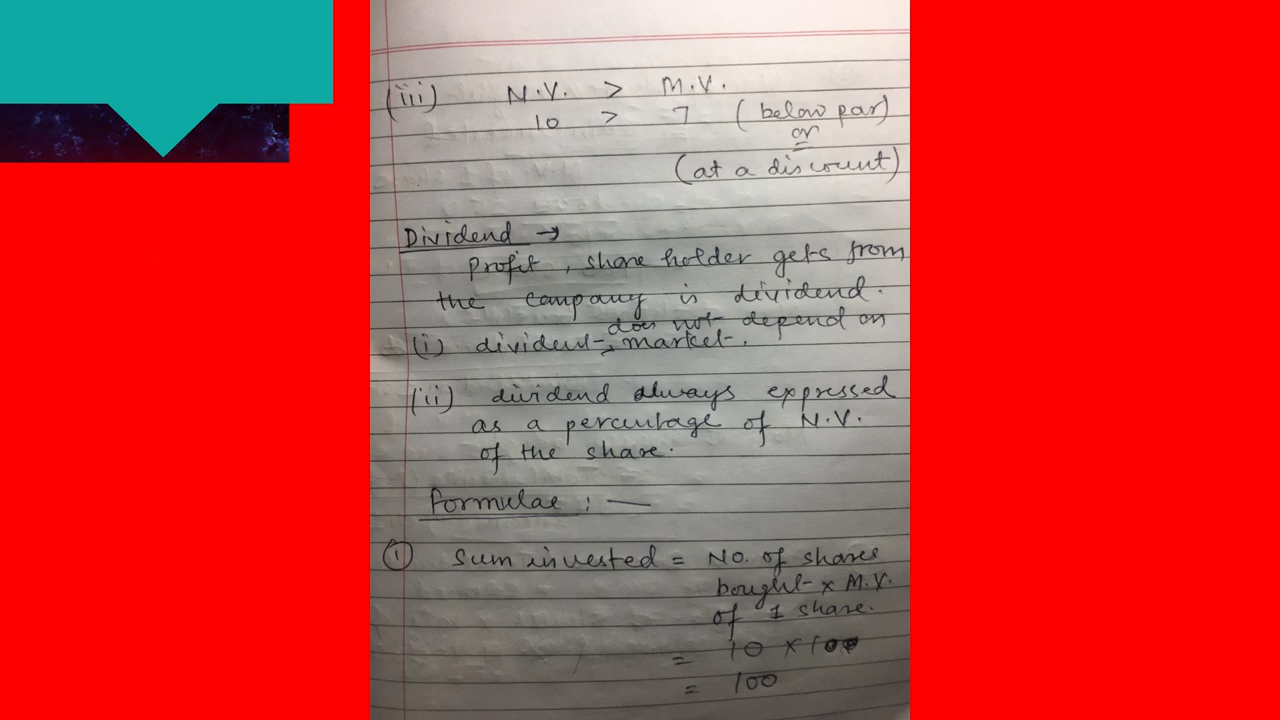 (iii) N.V. > M.V.
10 > 7 (below par)
or
(at a discount)
Dividend →
Profit, share holder gets from
the company is dividend.
does not depend on
(i) divident, market.
(ii) dividend always expressed
as a percentage of N.V.
of the share.
Formulae : —
① Sum invested = No. of shares
bought x M.V.
of 1 share.
= 10 x 10
= 100